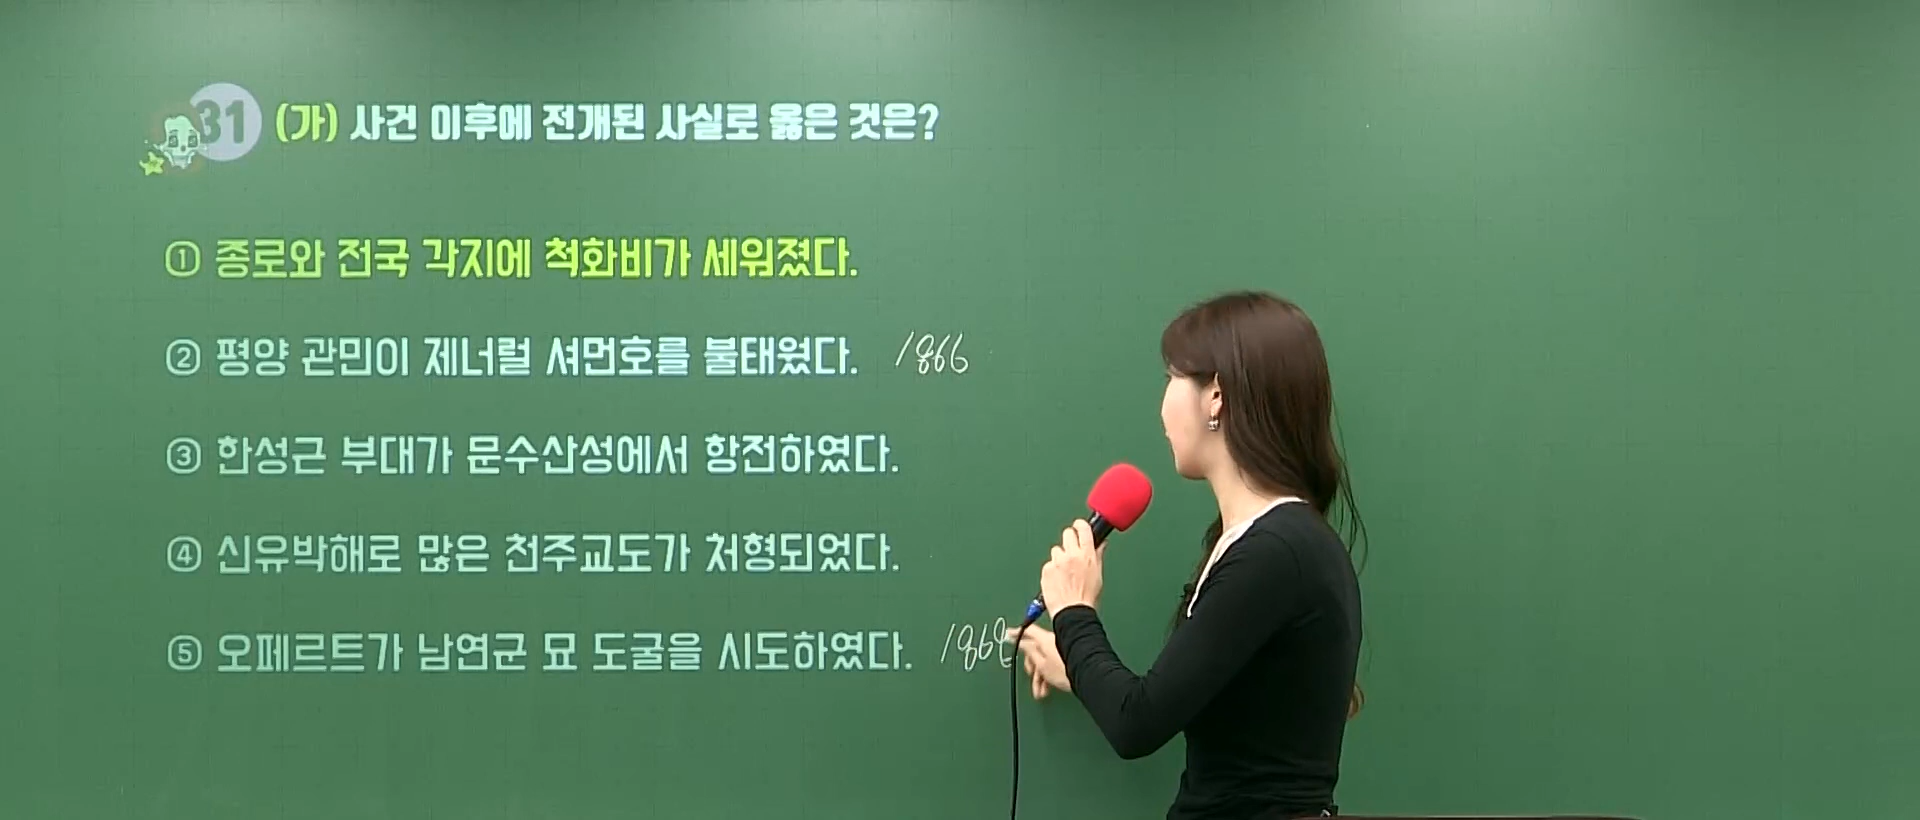 31 (가) 사건 이후에 전개된 사실로 옳은 것은?
① 종로와 전국 각지에 척화비가 세워졌다.
② 평양 관민이 제너럴 셔먼호를 불태웠다. 1866
③ 한성근 부대가 문수산성에서 항전하였다.
④ 신유박해로 많은 천주교도가 처형되었다.
⑤ 오페르트가 남연군 묘 도굴을 시도하였다. 1868